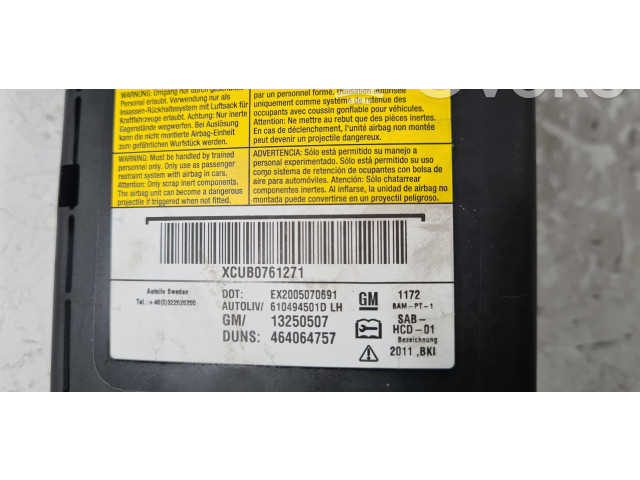 WARNUNG: Umgang nur durch geschultes
Personal erlaubt. Verwendung nur als
Insassen-Rückhaltesystem mit Luftsack für
Kraftfahrzeuge erlaubt. Achtung: Nur inerte
Gegenstände wegwerfen. Bei Auslösung
kann die nicht montierte Airbag-Einheit
zum gefährlichen Wurfstück werden.
par un personnel forme. Utilisation autorisée
uniquement comme système de retenue des
occupants avec coussin gonflable pour véhicules.
Attention: Ne mettre au rebut que des pièces inertes.
En cas de déclenchement, l'unité airbag non montée
peut devenir un projectile dangereux.
WARNING: Must be handled by trained
personnel only. Only use as passenger
restraint system with airbag in cars.
Attention: Only scrap inert components.
The airbag unit can become a dangerous
projectile if triggered when not fitted.
ADVERTENCIA: Sólo está permitido su manejo a
personal experimentado. Sólo está permitido su uso
como sistema de retención de ocupantes con bolsa de
aire para automóviles. Atención: Sólo chatarrear
componentes inertes. Al inflarse, la unidad de airbag no
montada puede convertirse en un proyectil peligroso.
XCUB0761271
Autoliv Sweden
Tel.: +46(0)322626200
DOT: EX2005070691
AUTOLIV/ 610494501D LH
GM/ 13250507
DUNS: 464064757
GM 1172
BAM-PT-1
SAB-
HCD-01
Bezeichnung
2011 ,BKI